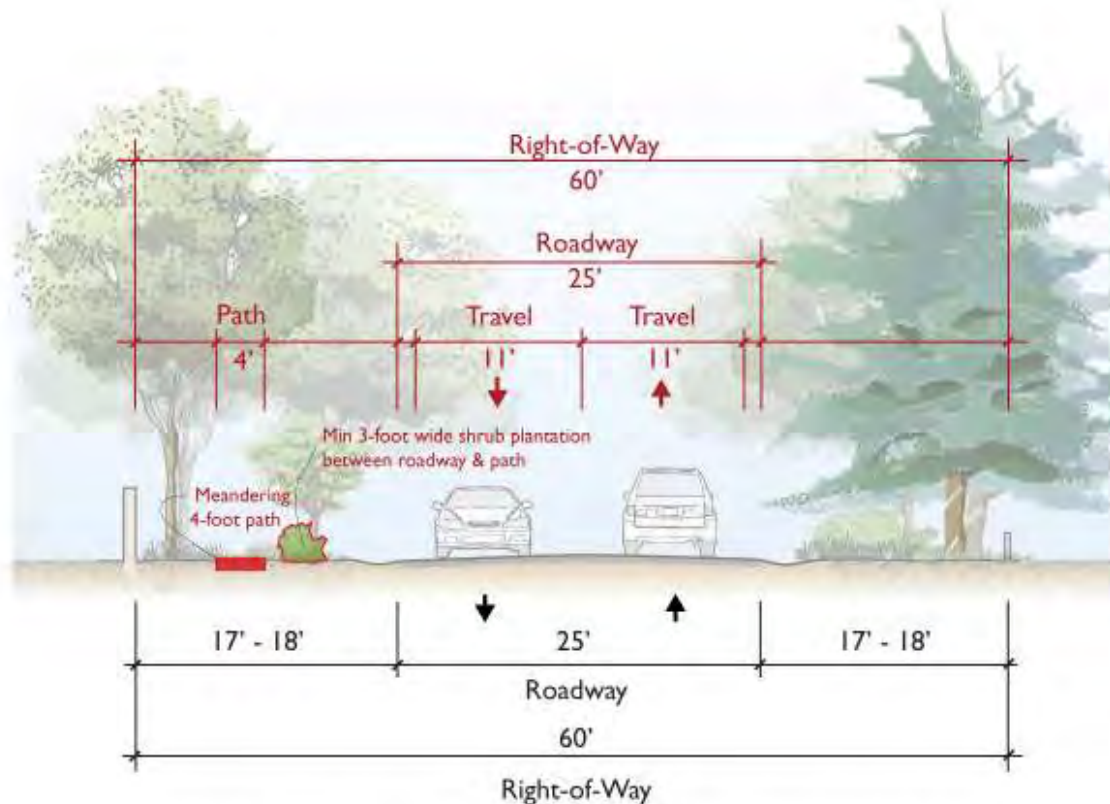 Right-of-Way
60'
Roadway
25'
Path
Travel
Travel
4'
11'
11'
Min 3-foot wide shrub plantation
between roadway & path
Meandering
4-foot path
17' - 18'
25'
17' - 18'
Roadway
60'
Right-of-Way